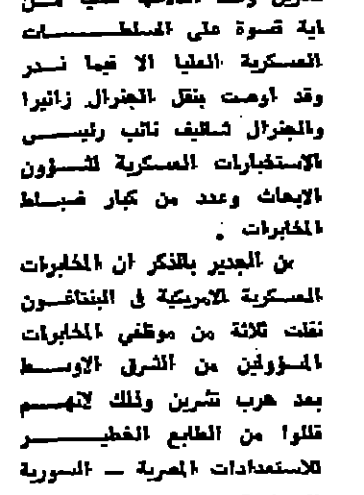 اية قسوة على السلطات
العسكرية العليا الا فيما ندر
وقد اوصت بنقل الجنرال زائيرا
والجنرال شاليف نائب رئيس
الاستخبارات العسكرية لشؤون
الابحاث وعدد من كبار ضباط
المخابرات .
من الجدير بالذكر ان المخابرات
العسكرية الامريكية في البنتاغون
نقلت ثلاثة من موظفي المخابرات
المسؤولين عن الشرق الاوسط
بعد حرب تشرين وذلك لانهم
قللوا من الطابع الخطير
للاستعدادات المصرية – السورية